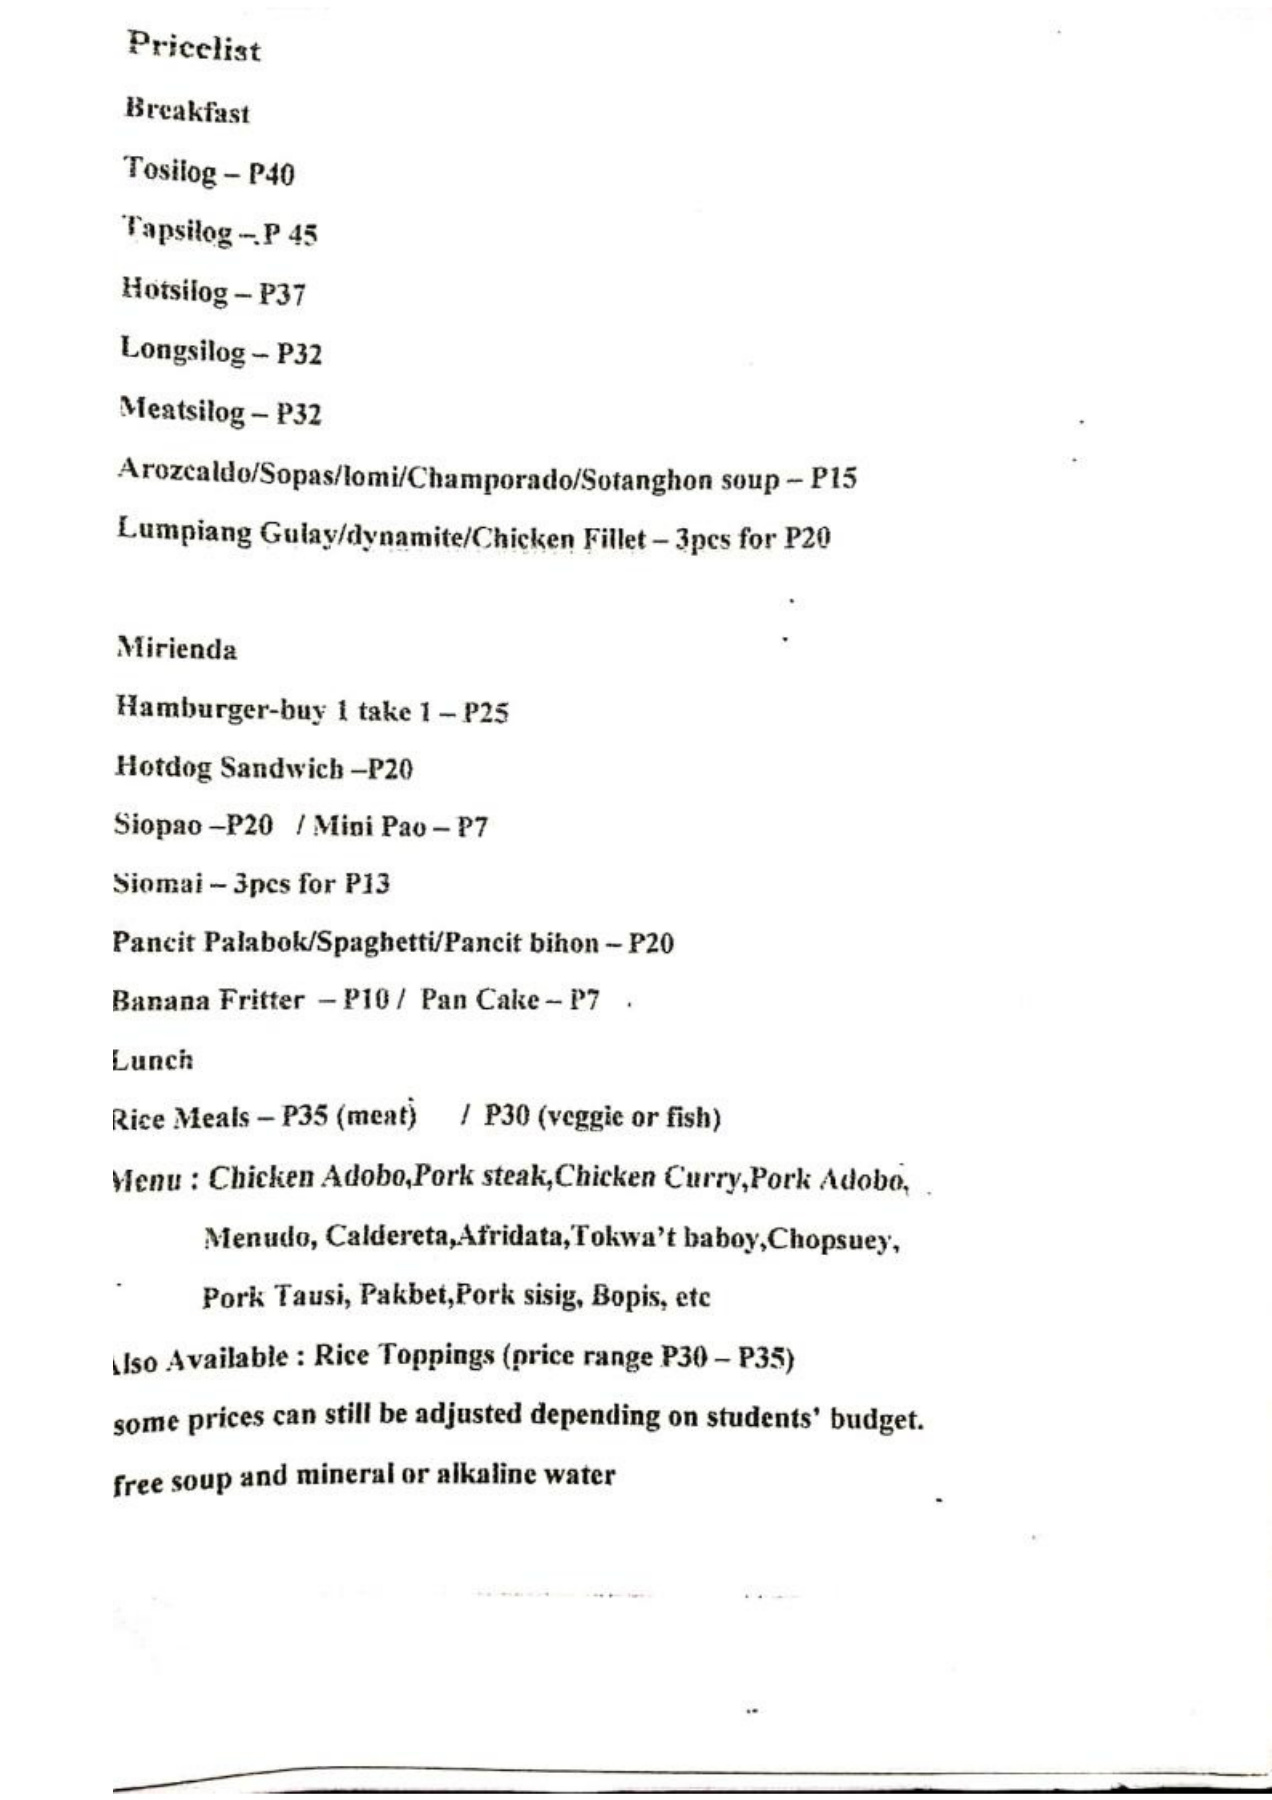 Pricelist
Breakfast
Tosilog – P40
Tapsilog – P 45
Hotsilog – P37
Longsilog – P32
Meatsilog – P32
Arozcaldo/Sopas/lomi/Champorado/Sotanghon soup – P15
Lumpiang Gulay/dynamite/Chicken Fillet – 3pcs for P20
Mirienda
Hamburger-buy 1 take 1 – P25
Hotdog Sandwich –P20
Siopao –P20 / Mini Pao – P7
Siomai – 3pcs for P13
Pancit Palabok/Spaghetti/Pancit bihon – P20
Banana Fritter – P10 / Pan Cake – P7
Lunch
Rice Meals – P35 (meat) / P30 (veggie or fish)
Menu : Chicken Adobo,Pork steak,Chicken Curry,Pork Adobo,
Menudo, Caldereta,Afridata,Tokwa't baboy,Chopsuey,
Pork Tausi, Pakbet,Pork sisig, Bopis, etc
Also Available : Rice Toppings (price range P30 – P35)
some prices can still be adjusted depending on students' budget.
free soup and mineral or alkaline water